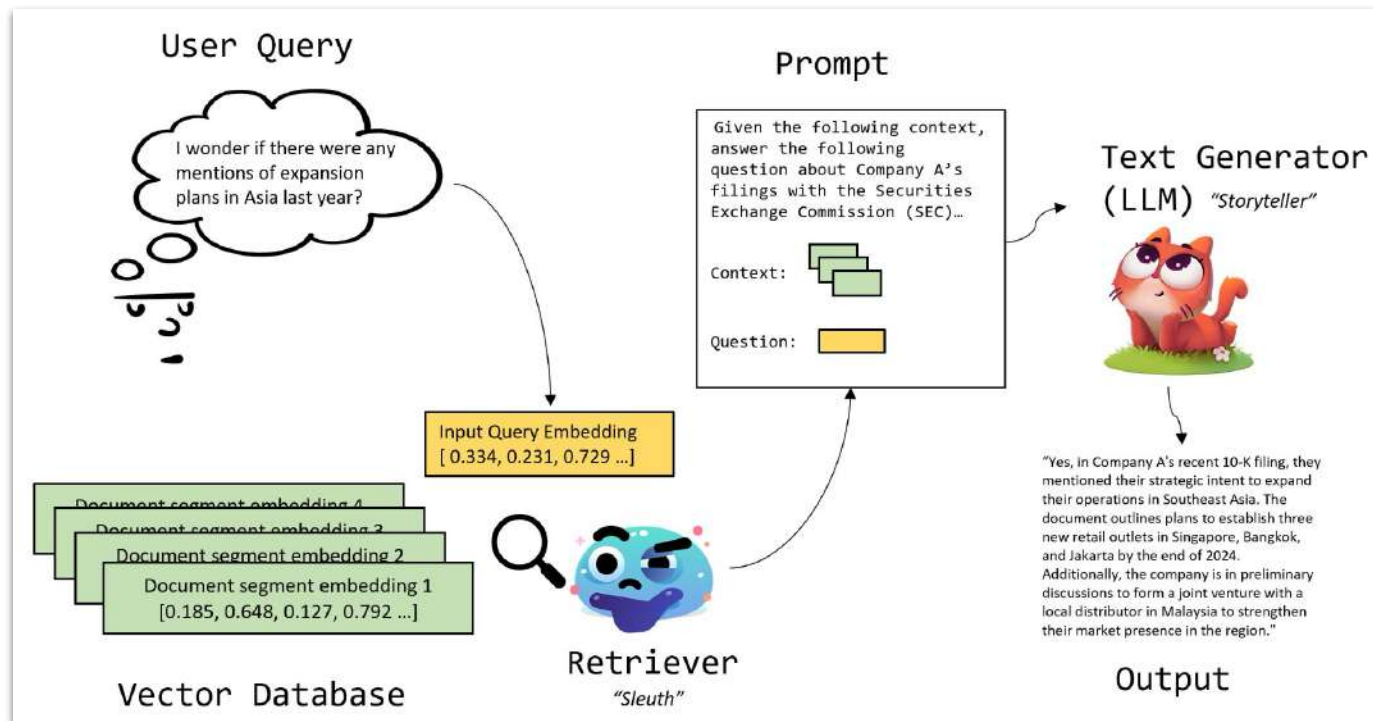 User Query
I wonder if there were any
mentions of expansion
plans in Asia last year?
Input Query Embedding
[ 0.334, 0.231, 0.729 ...]
Document segment embedding 4
Document segment embedding 3
Document segment embedding 2
Document segment embedding 1
[0.185, 0.648, 0.127, 0.792 ...]
Vector Database
Retriever
"Sleuth"
Prompt
Given the following context,
answer the following
question about Company A's
filings with the Securities
Exchange Commission (SEC)…
Context:
Question:
Text Generator
(LLM) "Storyteller"
"Yes, in Company A's recent 10-K filing, they
mentioned their strategic intent to expand
their operations in Southeast Asia. The
document outlines plans to establish three
new retail outlets in Singapore, Bangkok,
and Jakarta by the end of 2024.
Additionally, the company is in preliminary
discussions to form a joint venture with a
local distributor in Malaysia to strengthen
their market presence in the region."
Output